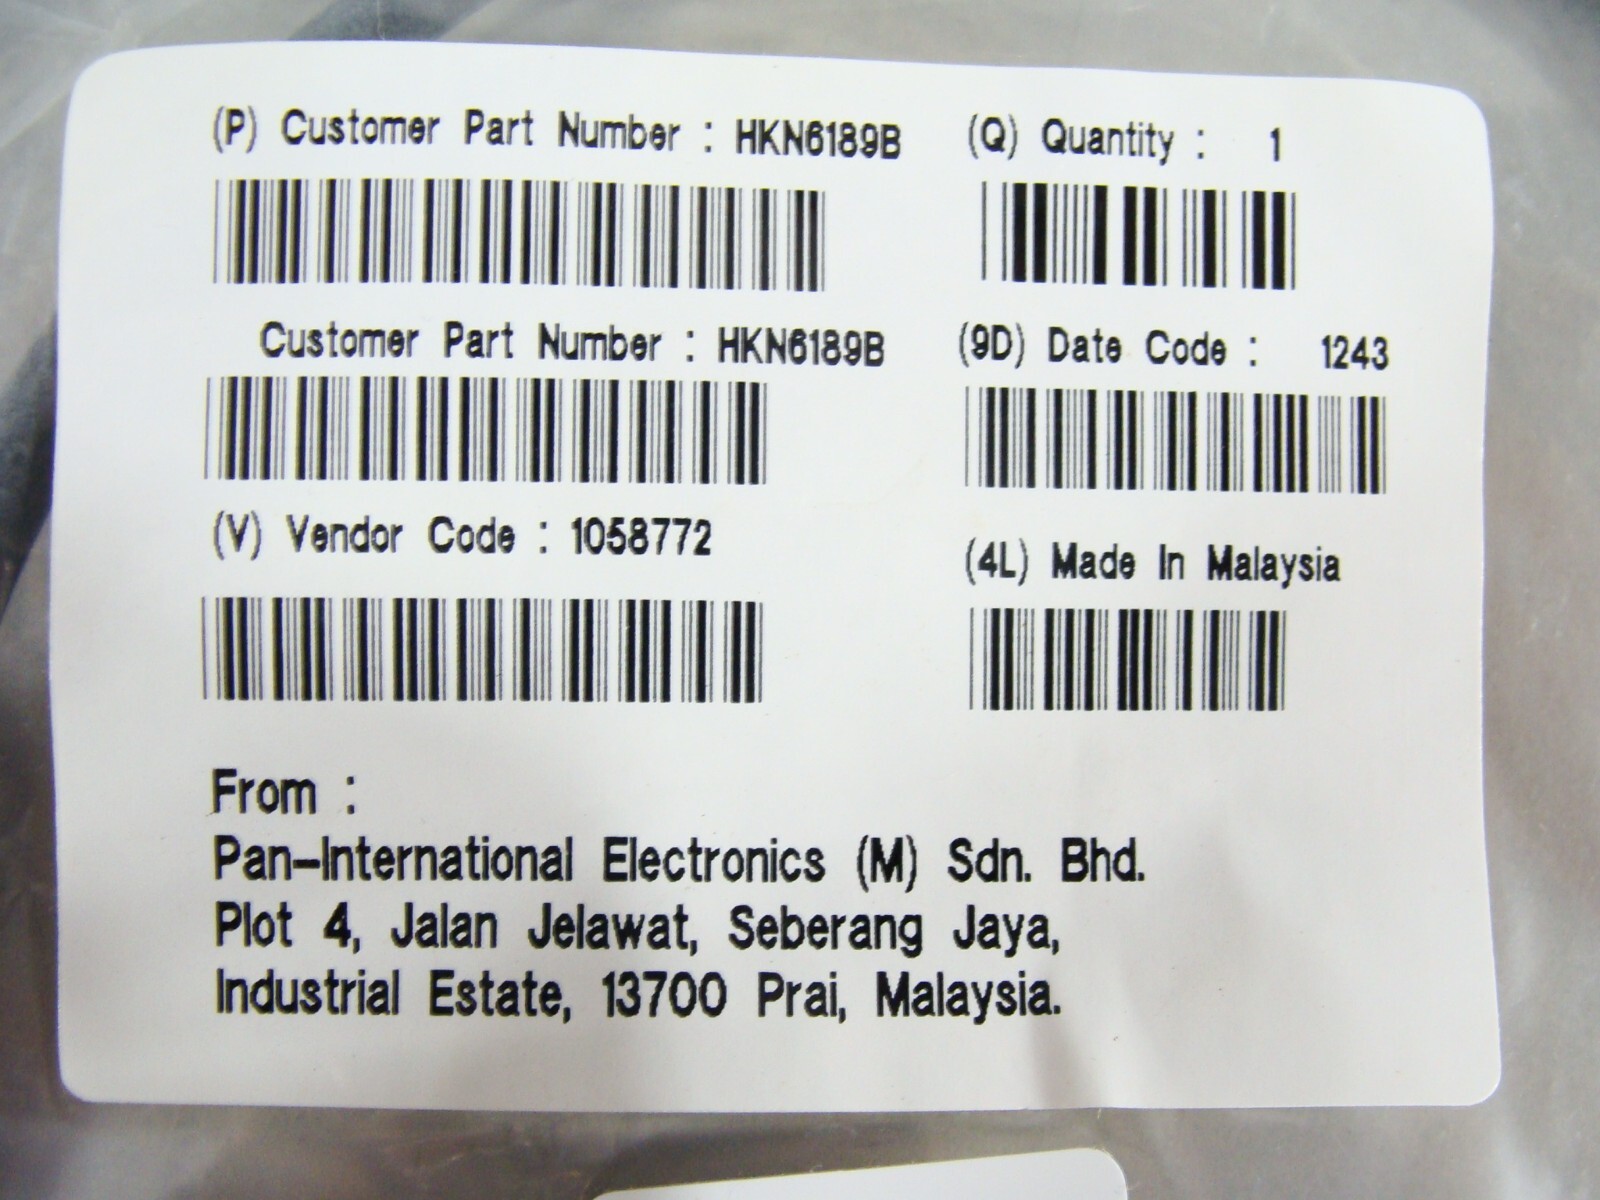 (P) Customer Part Number : HKN6189B
(Q) Quantity : 1
Customer Part Number : HKN6189B
(9D) Date Code : 1243
(V) Vendor Code : 1058772
(4L) Made In Malaysia
From :
Pan-International Electronics (M) Sdn. Bhd.
Plot 4, Jalan Jelawat, Seberang Jaya,
Industrial Estate, 13700 Prai, Malaysia.